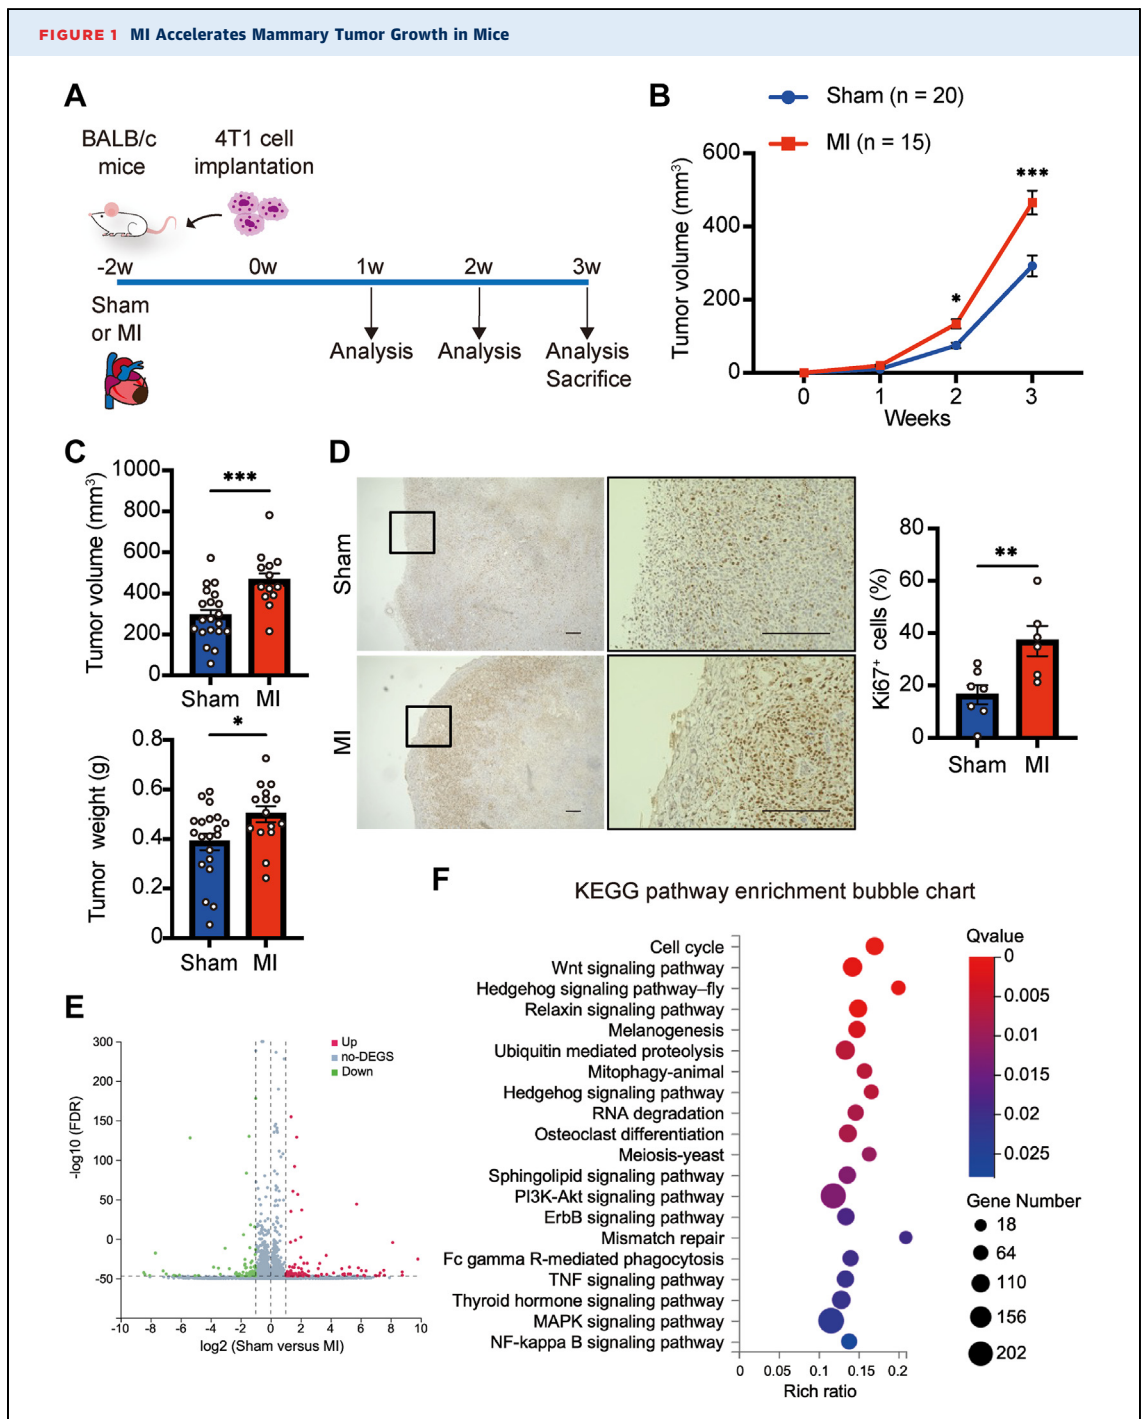 FIGURE 1 MI Accelerates Mammary Tumor Growth in Mice
A
BALB/c
mice
4T1 cell
implantation
-2w 0w 1w 2w 3w
Sham
or MI
Analysis Analysis Analysis
Sacrifice
B
Sham (n = 20)
MI (n = 15)
Tumor volume (mm³)
600
400
200
0
*
***
0 1 2 3
Weeks
C
Tumor volume (mm³)
1000
800
600
400
200
0
***
Sham MI
Tumor weight (g)
0.8
0.6
0.4
0.2
0
*
Sham MI
D
Sham
MI
Ki67⁺ cells (%)
80
60
40
20
0
**
Sham MI
E
-log10 (FDR)
300
200
150
100
50
0
-50
Up
no-DEGS
Down
-10 -8 -6 -4 -2 0 2 4 6 8 10
log2 (Sham versus MI)
F
KEGG pathway enrichment bubble chart
Cell cycle
Wnt signaling pathway
Hedgehog signaling pathway–fly
Relaxin signaling pathway
Melanogenesis
Ubiquitin mediated proteolysis
Mitophagy-animal
Hedgehog signaling pathway
RNA degradation
Osteoclast differentiation
Meiosis-yeast
Sphingolipid signaling pathway
PI3K-Akt signaling pathway
ErbB signaling pathway
Mismatch repair
Fc gamma R-mediated phagocytosis
TNF signaling pathway
Thyroid hormone signaling pathway
MAPK signaling pathway
NF-kappa B signaling pathway
0 0.05 0.1 0.15 0.2
Rich ratio
Qvalue
0
0.005
0.01
0.015
0.02
0.025
Gene Number
18
64
110
156
202